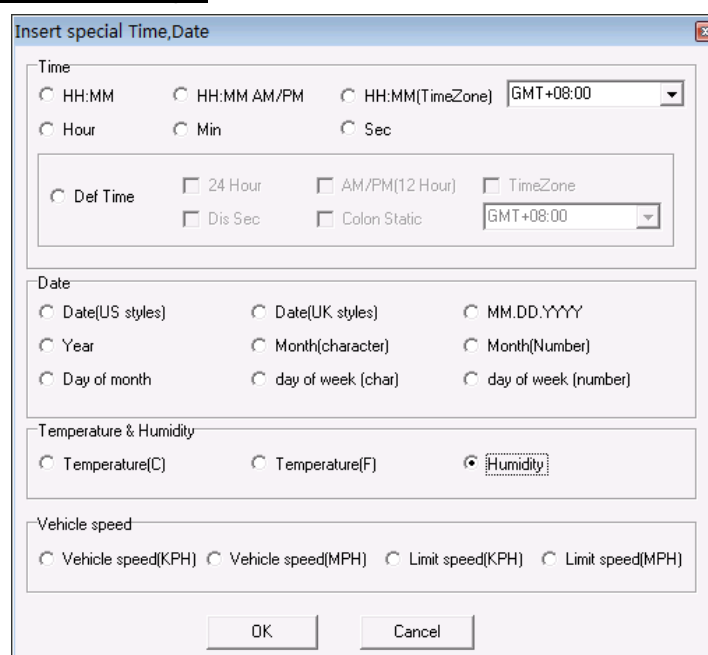 Insert special Time,Date
Time
HH:MM HH:MM AM/PM HH:MM(TimeZone) GMT+08:00
Hour Min Sec
Def Time 24 Hour AM/PM(12 Hour) TimeZone
Dis Sec Colon Static GMT+08:00
Date
Date(US styles) Date(UK styles) MM.DD.YYYY
Year Month(character) Month(Number)
Day of month day of week (char) day of week (number)
Temperature & Humidity
Temperature(C) Temperature(F) Humidity
Vehicle speed
Vehicle speed(KPH) Vehicle speed(MPH) Limit speed(KPH) Limit speed(MPH)
OK Cancel